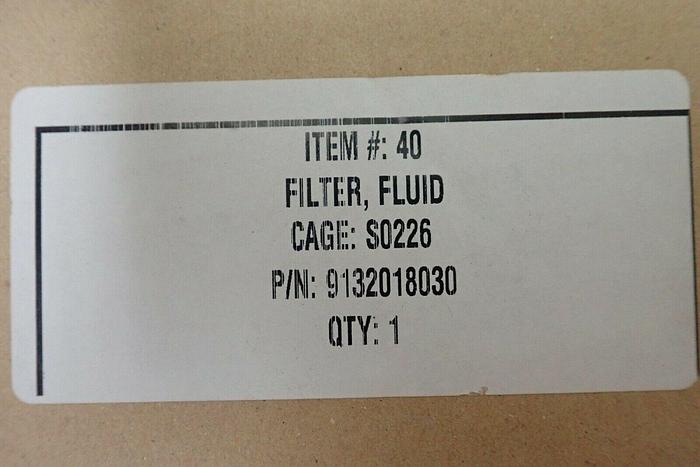 ITEM #: 40
FILTER, FLUID
CAGE: S0226
P/N: 9132018030
QTY: 1